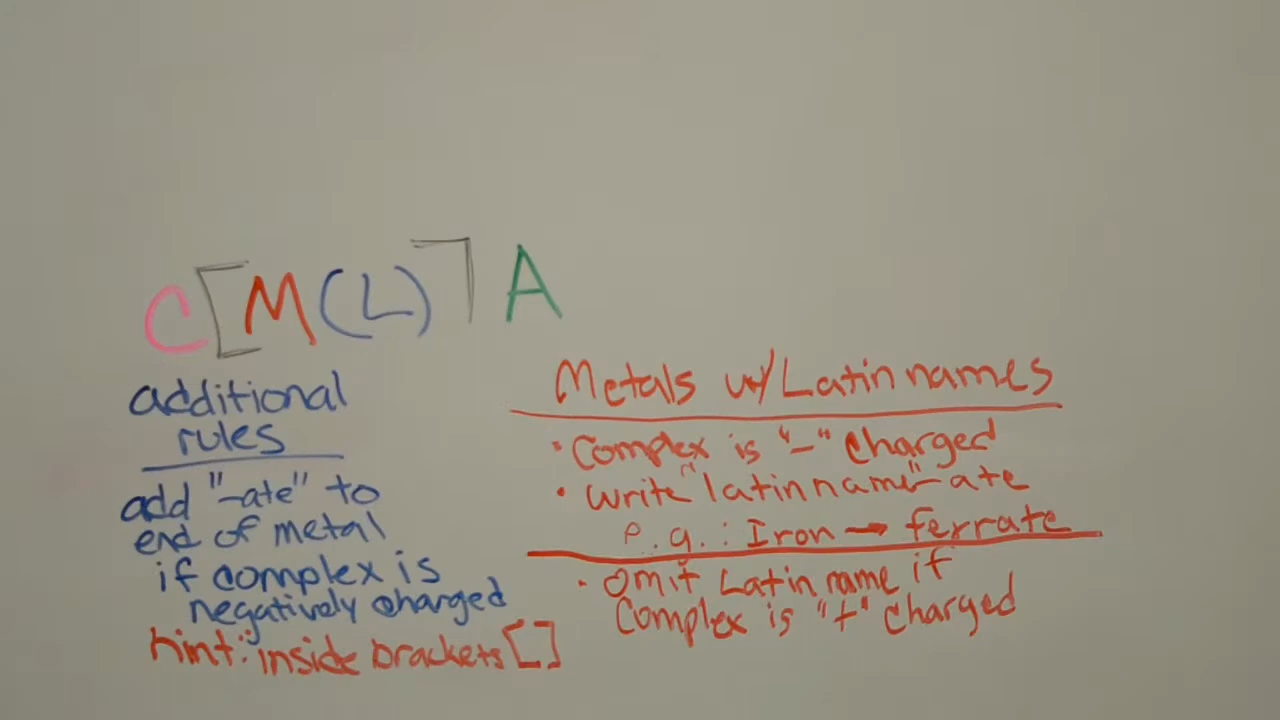 C[M(L)]A
additional
rules
add "-ate" to
end of metal
if complex is
negatively charged
hint: inside brackets []
Metals w/ Latin names
• Complex is "-" charged
• write "latin name"-ate
e.g.: Iron → ferrate
• omit Latin name if
Complex is "+" charged